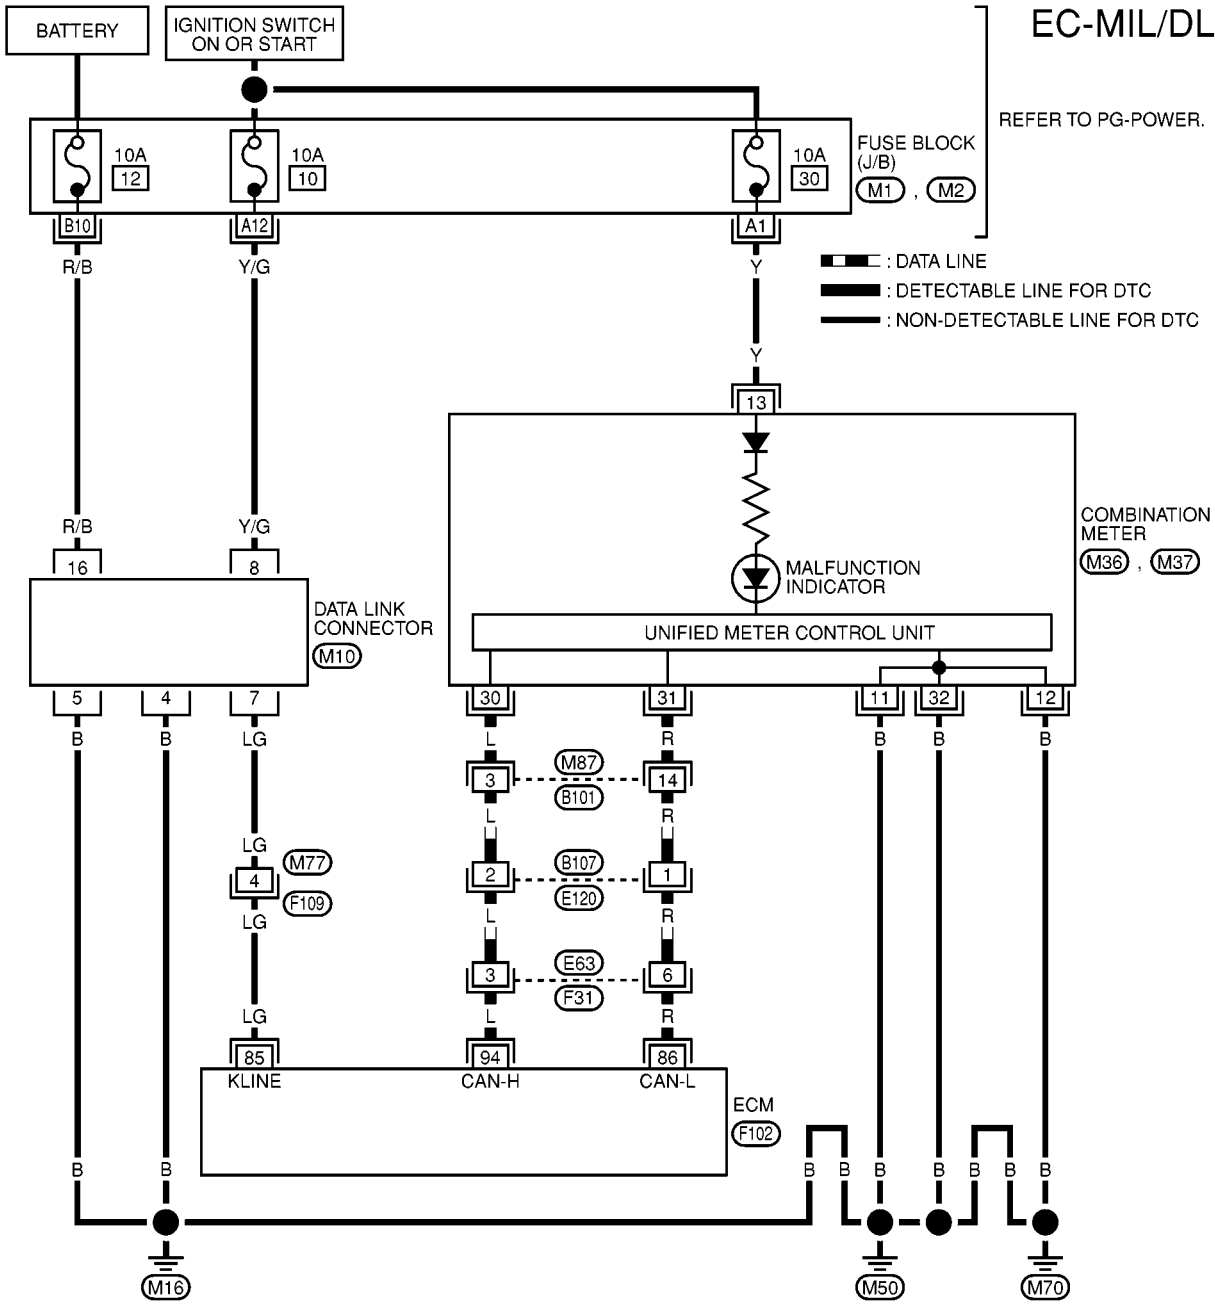 BATTERY
IGNITION SWITCH
ON OR START
EC-MIL/DL
REFER TO PG-POWER.
10A
12
10A
10
10A
30
FUSE BLOCK
(J/B)
M1 , M2
B10
A12
A1
R/B
Y/G
Y
: DATA LINE
: DETECTABLE LINE FOR DTC
: NON-DETECTABLE LINE FOR DTC
Y
13
COMBINATION
METER
M36 , M37
R/B
Y/G
16
8
MALFUNCTION
INDICATOR
DATA LINK
CONNECTOR
M10
UNIFIED METER CONTROL UNIT
5
4
7
30
31
11
32
12
B
B
LG
L
R
B
B
B
M87
3
14
B101
L
R
LG
M77
4
F109
LG
B107
2
1
E120
L
R
E63
3
6
F31
LG
L
R
85
94
86
KLINE
CAN-H
CAN-L
ECM
F102
B
B
B
B
B
B
B
B
B
M16
M50
M70